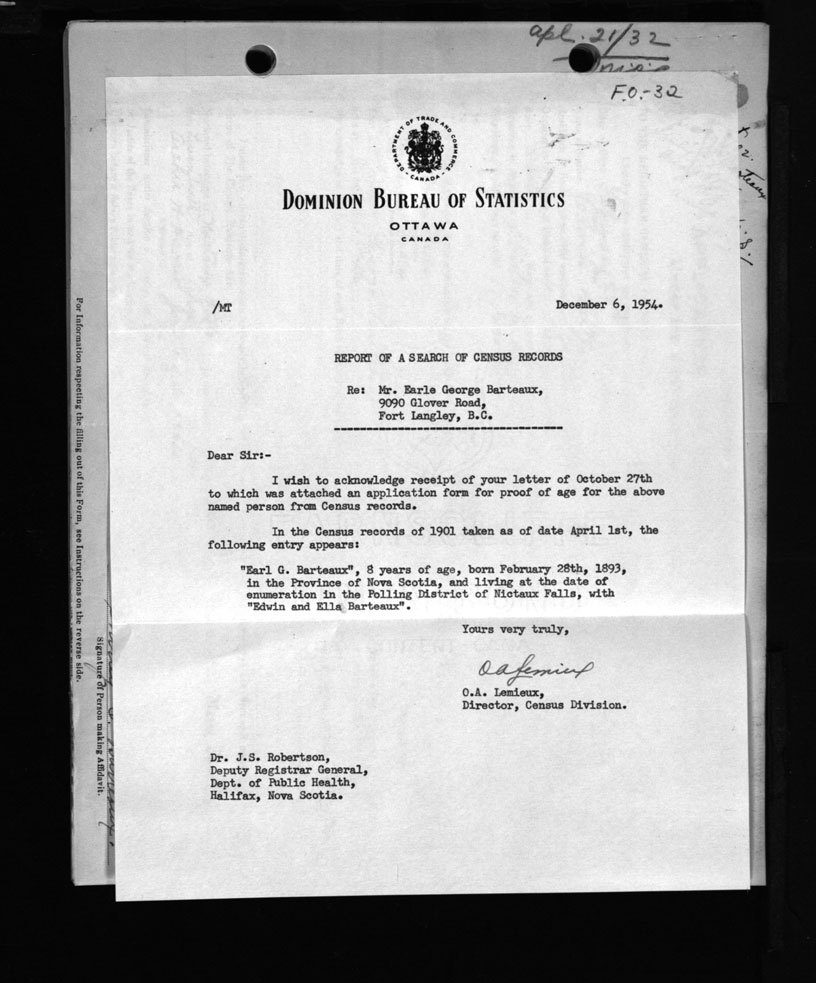 apl. 21/32
F.O.-32
DEPARTMENT OF TRADE AND COMMERCE
CANADA
DOMINION BUREAU OF STATISTICS
OTTAWA
CANADA
/MT
December 6, 1954.
REPORT OF A SEARCH OF CENSUS RECORDS
Re: Mr. Earle George Barteaux,
9090 Glover Road,
Fort Langley, B.C.
Dear Sir:-
I wish to acknowledge receipt of your letter of October 27th
to which was attached an application form for proof of age for the above
named person from Census records.
In the Census records of 1901 taken as of date April 1st, the
following entry appears:
"Earl G. Barteaux", 8 years of age, born February 28th, 1893,
in the Province of Nova Scotia, and living at the date of
enumeration in the Polling District of Nictaux Falls, with
"Edwin and Ella Barteaux".
Yours very truly,
O A Lemieux
O.A. Lemieux,
Director, Census Division.
Dr. J.S. Robertson,
Deputy Registrar General,
Dept. of Public Health,
Halifax, Nova Scotia.
For Information respecting the filling out of this Form, see Instructions on the reverse side.
Signature of Person making Affidavit.